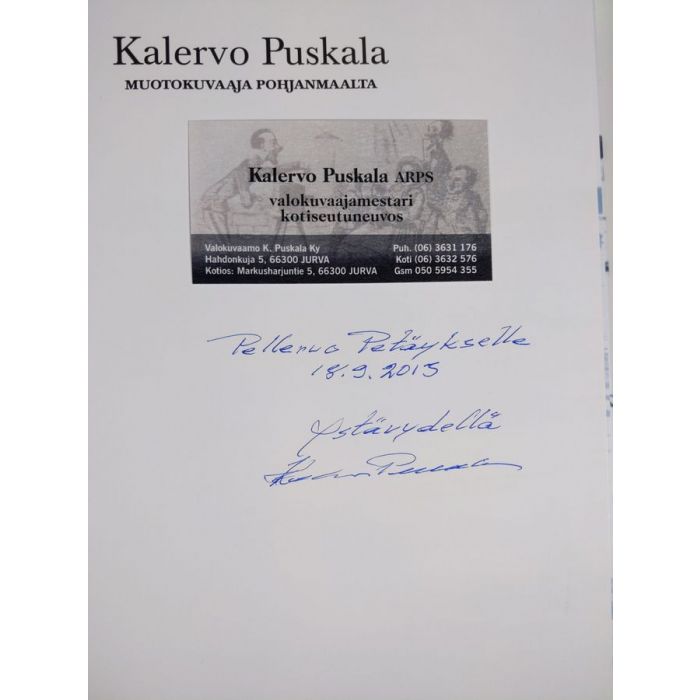 Kalervo Puskala
MUOTOKUVAAJA POHJANMAALTA
Kalervo Puskala ARPS
valokuvaajamestari
kotiseutuneuvos
Valokuvaamo K. Puskala Ky Puh. (06) 3631 176
Hahdonkuja 5, 66300 JURVA Koti (06) 3632 576
Kotios: Markusharjuntie 5, 66300 JURVA Gsm 050 5954 355
Pellervo Petäykselle
18.9.2015
Ystävydellä